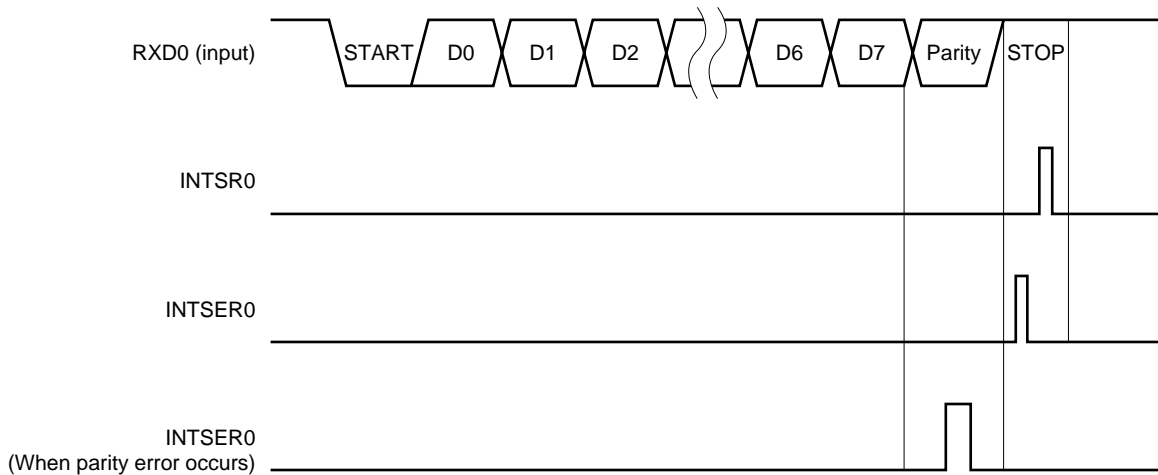 RXD0 (input) START D0 D1 D2 D6 D7 Parity STOP
INTSR0
INTSER0
INTSER0
(When parity error occurs)